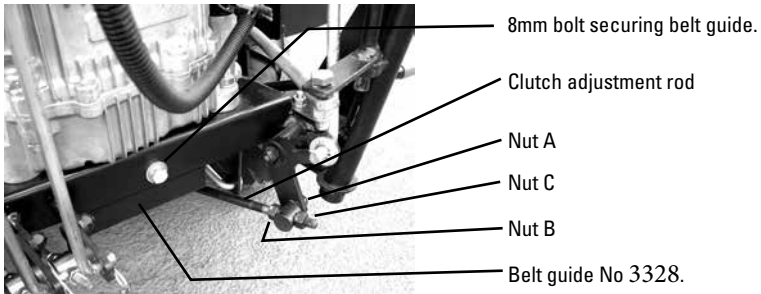 8mm bolt securing belt guide.
Clutch adjustment rod
Nut A
Nut C
Nut B
Belt guide No 3328.